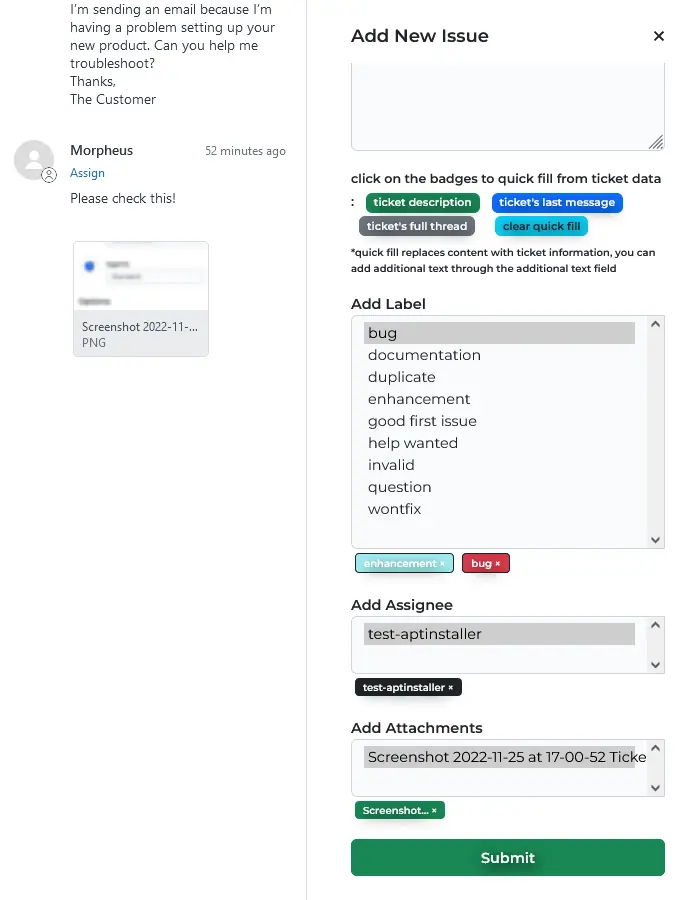 I'm sending an email because I'm
having a problem setting up your
new product. Can you help me
troubleshoot?
Thanks,
The Customer
Morpheus 52 minutes ago
Assign
Please check this!
Screenshot 2022-11-...
PNG
Add New Issue ×
click on the badges to quick fill from ticket data
: ticket description ticket's last message
ticket's full thread clear quick fill
*quick fill replaces content with ticket information, you can
add additional text through the additional text field
Add Label
bug
documentation
duplicate
enhancement
good first issue
help wanted
invalid
question
wontfix
enhancement × bug ×
Add Assignee
test-aptinstaller
test-aptinstaller ×
Add Attachments
Screenshot 2022-11-25 at 17-00-52 Ticke
Screenshot... ×
Submit